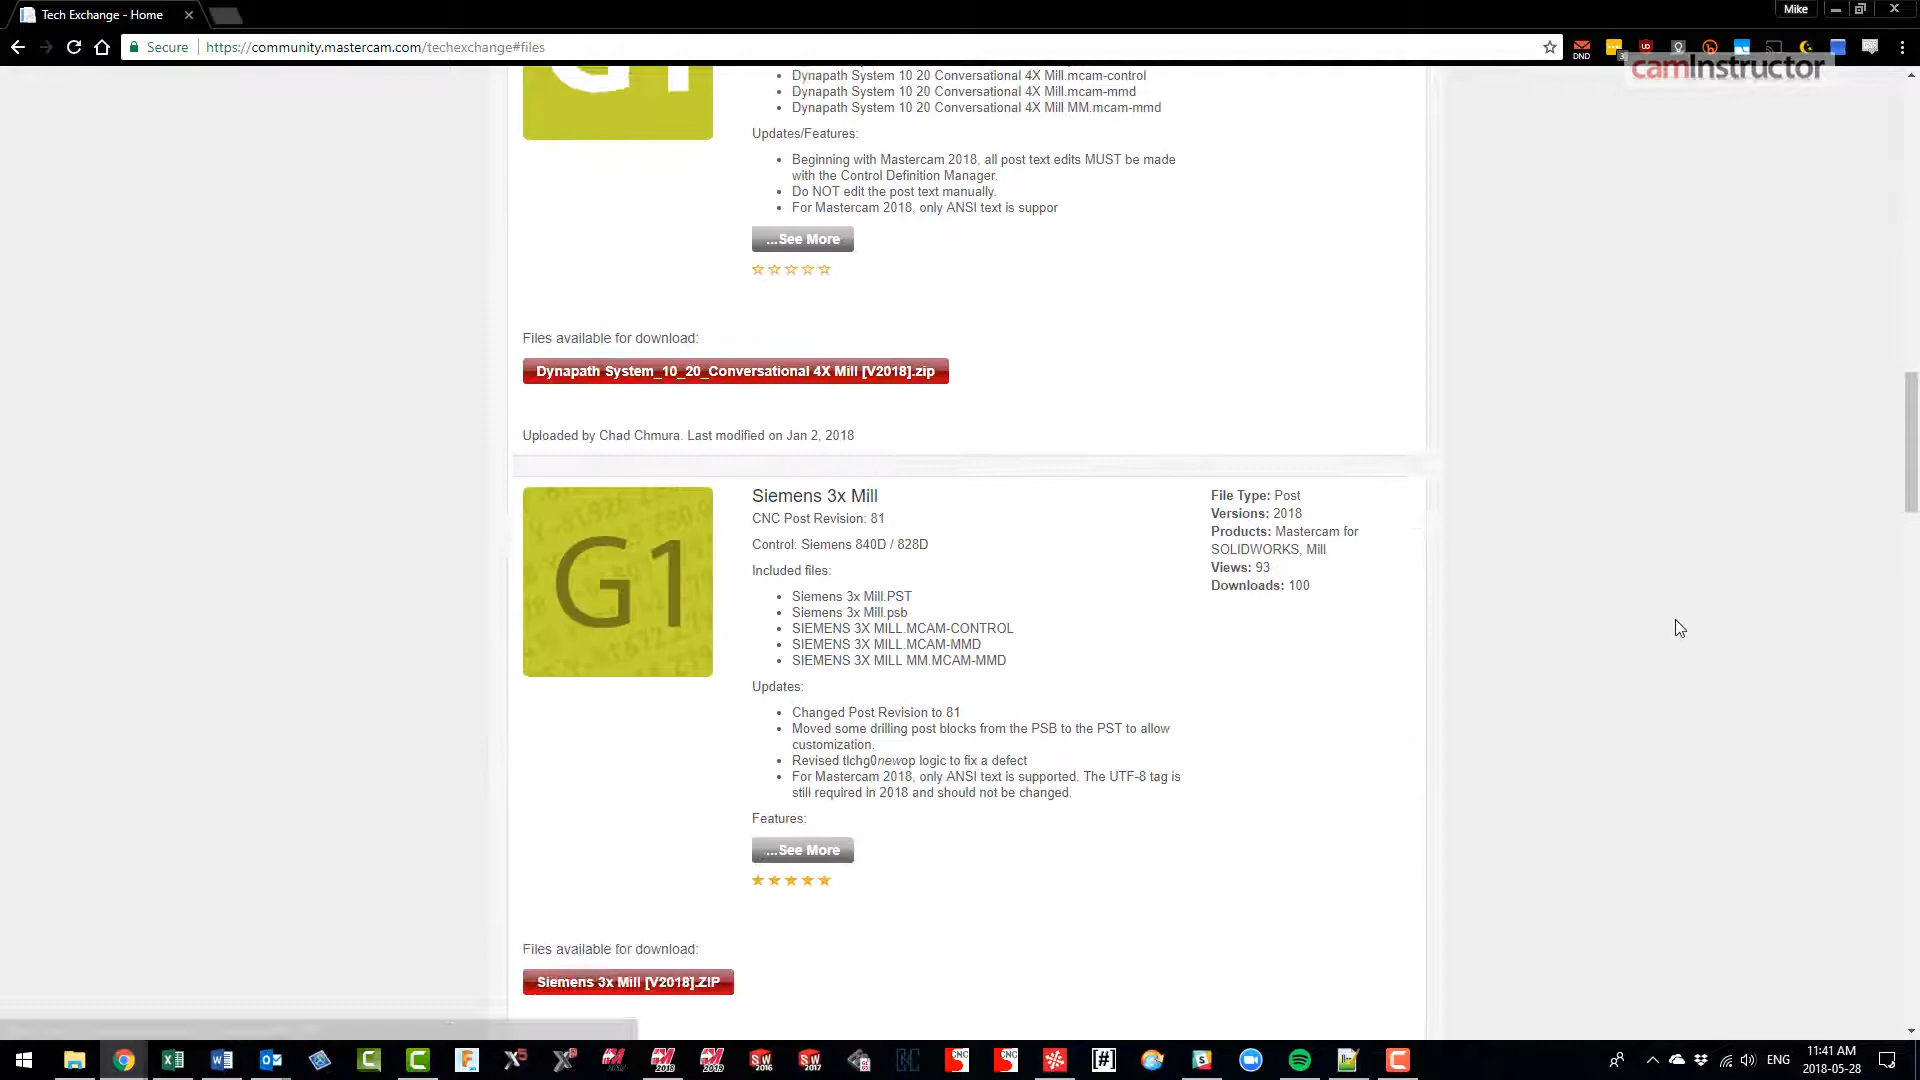 Tech Exchange - Home
Mike
Secure
https://community.mastercam.com/techexchange#files
DND
camInstructor
G1
Dynapath System 10 20 Conversational 4X Mill.mcam-control
Dynapath System 10 20 Conversational 4X Mill.mcam-mmd
Dynapath System 10 20 Conversational 4X Mill MM.mcam-mmd
Updates/Features:
Beginning with Mastercam 2018, all post text edits MUST be made
with the Control Definition Manager.
Do NOT edit the post text manually.
For Mastercam 2018, only ANSI text is suppor
...See More
Files available for download:
Dynapath System_10_20_Conversational 4X Mill [V2018].zip
Uploaded by Chad Chmura. Last modified on Jan 2, 2018
G1
Siemens 3x Mill
CNC Post Revision: 81
Control: Siemens 840D / 828D
Included files:
Siemens 3x Mill.PST
Siemens 3x Mill.psb
SIEMENS 3X MILL.MCAM-CONTROL
SIEMENS 3X MILL.MCAM-MMD
SIEMENS 3X MILL MM.MCAM-MMD
Updates:
Changed Post Revision to 81
Moved some drilling post blocks from the PSB to the PST to allow
customization.
Revised tlchg0newop logic to fix a defect
For Mastercam 2018, only ANSI text is supported. The UTF-8 tag is
still required in 2018 and should not be changed.
Features:
...See More
File Type: Post
Versions: 2018
Products: Mastercam for
SOLIDWORKS, Mill
Views: 93
Downloads: 100
Files available for download:
Siemens 3x Mill [V2018].ZIP
ENG
11:41 AM
2018-05-28